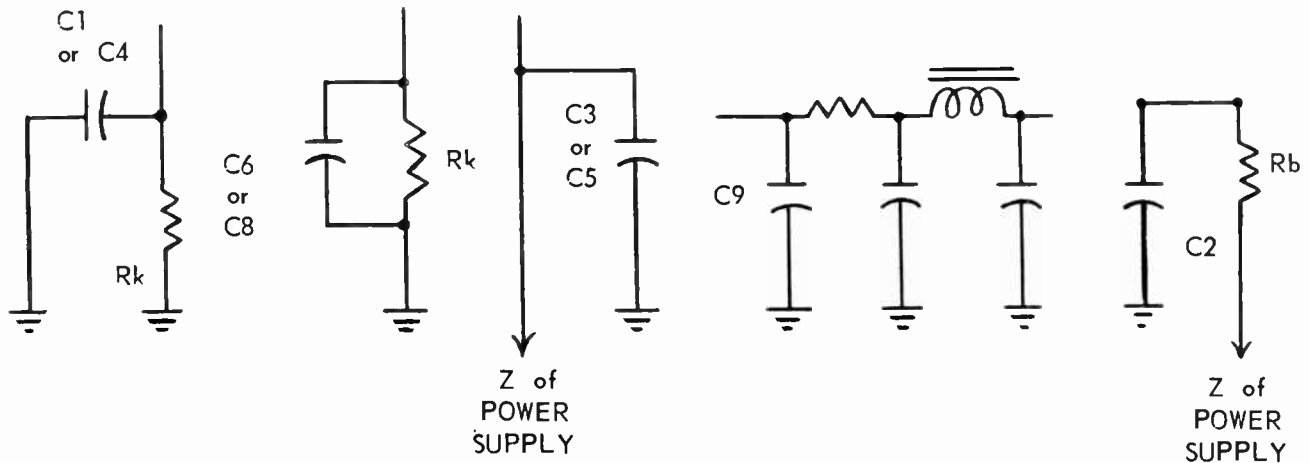 C1
or C4
Rk
C6
or
C8
Rk
C3
or
C5
Z of
POWER
SUPPLY
C9
C2
Rb
Z of
POWER
SUPPLY